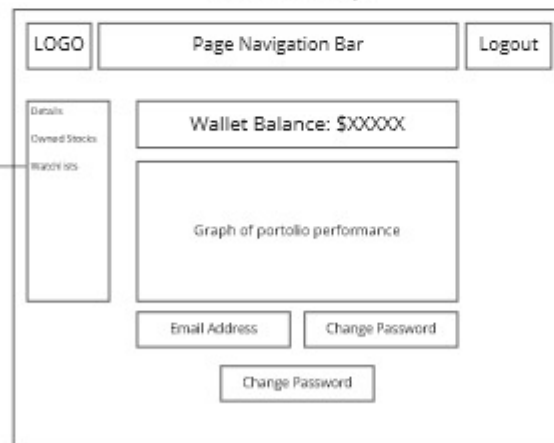 LOGO
Page Navigation Bar
Logout
Details
Owned Stocks
Watchlists
Wallet Balance: $XXXXX
Graph of portolio performance
Email Address
Change Password
Change Password